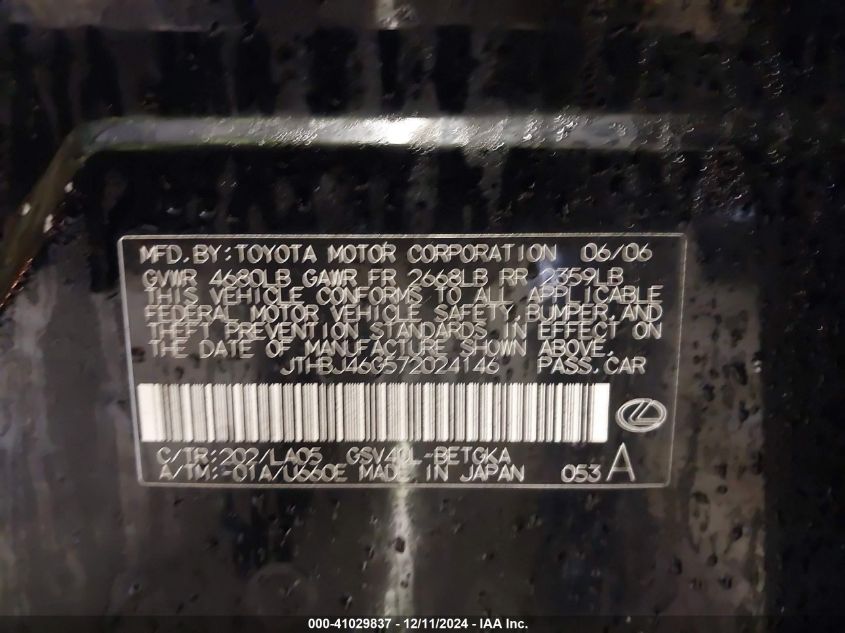 MFD.BY:TOYOTA MOTOR CORPORATION 06/06
GVWR 4680LB GAWR FR 2668LB RR 2359LB
THIS VEHICLE CONFORMS TO ALL APPLICABLE
FEDERAL MOTOR VEHICLE SAFETY,BUMPER,AND
THEFT PREVENTION STANDARDS IN EFFECT ON
THE DATE OF MANUFACTURE SHOWN ABOVE.
JTHBJ46G572024146 PASS.CAR
C/TR:202/LA05 GSV40L-BETGKA
A/TM:-01A/U660E MADE IN JAPAN 053 A
000-41029837 - 12/11/2024 - IAA Inc.